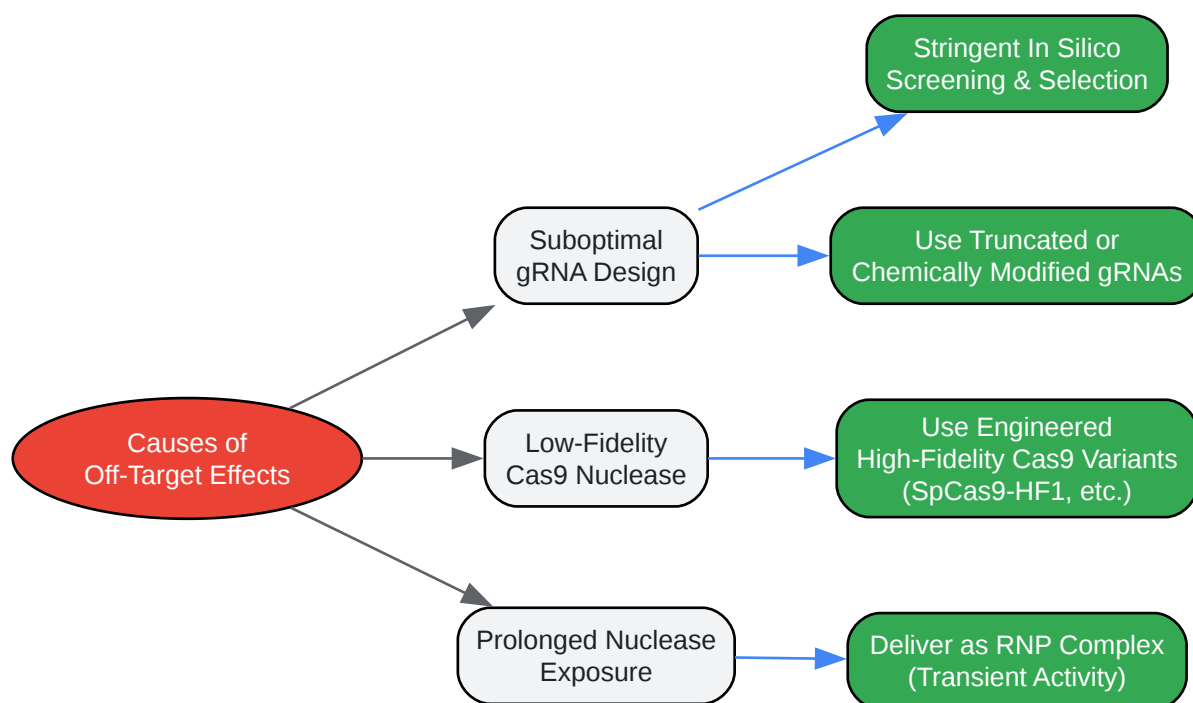 Stringent In Silico
Screening & Selection
Suboptimal
gRNA Design
Use Truncated or
Chemically Modified gRNAs
Causes of
Off-Target Effects
Low-Fidelity
Cas9 Nuclease
Use Engineered
High-Fidelity Cas9 Variants
(SpCas9-HF1, etc.)
Prolonged Nuclease
Exposure
Deliver as RNP Complex
(Transient Activity)